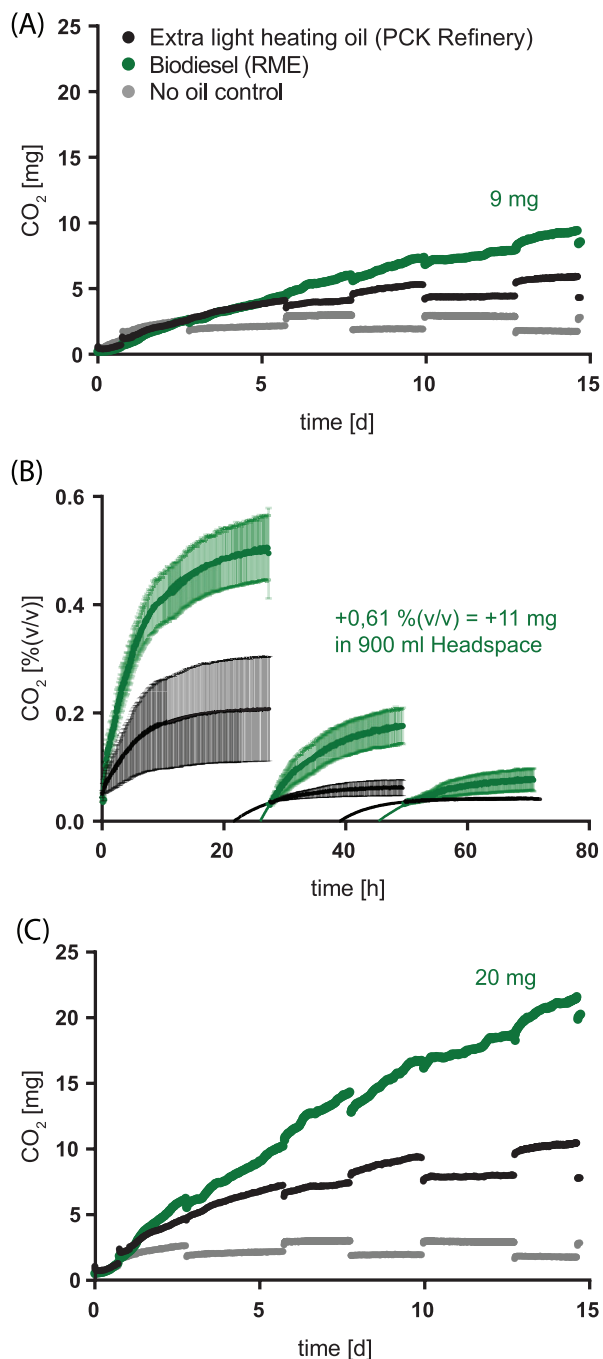 (A)
25
20
15
10
5
0
CO₂ [mg]
Extra light heating oil (PCK Refinery)
Biodiesel (RME)
No oil control
9 mg
0 5 10 15
time [d]
(B)
0.6
0.4
0.2
0.0
CO₂ [%(v/v)]
+0,61 %(v/v) = +11 mg
in 900 ml Headspace
0 20 40 60 80
time [h]
(C)
25
20
15
10
5
0
CO₂ [mg]
20 mg
0 5 10 15
time [d]